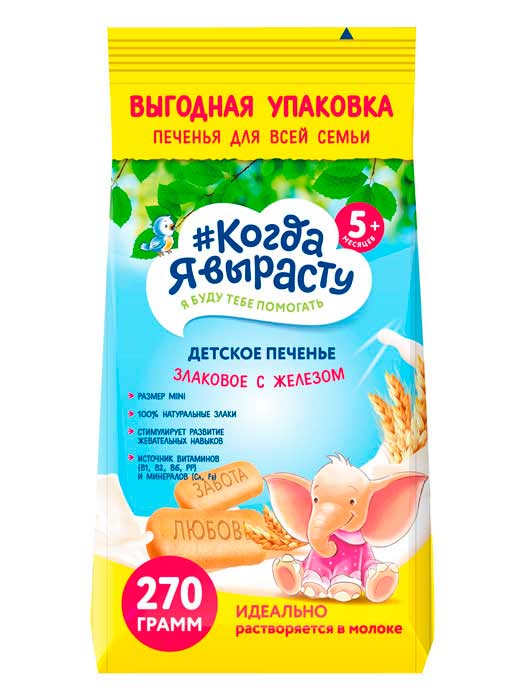 ВЫГОДНАЯ УПАКОВКА
ПЕЧЕНЬЯ ДЛЯ ВСЕЙ СЕМЬИ
5+
МЕСЯЦЕВ
#Когда
Я вырасту
Я БУДУ ТЕБЕ ПОМОГАТЬ
ДЕТСКОЕ ПЕЧЕНЬЕ
ЗЛАКОВОЕ С ЖЕЛЕЗОМ
РАЗМЕР MINI
100% НАТУРАЛЬНЫЕ ЗЛАКИ
СТИМУЛИРУЕТ РАЗВИТИЕ
ЖЕВАТЕЛЬНЫХ НАВЫКОВ
ИСТОЧНИК ВИТАМИНОВ
(B1, B2, B6, PP)
И МИНЕРАЛОВ (Ca, Fe)
ЗАБОТА
ЛЮБОВ
270
ГРАММ
ИДЕАЛЬНО
растворяется в молоке